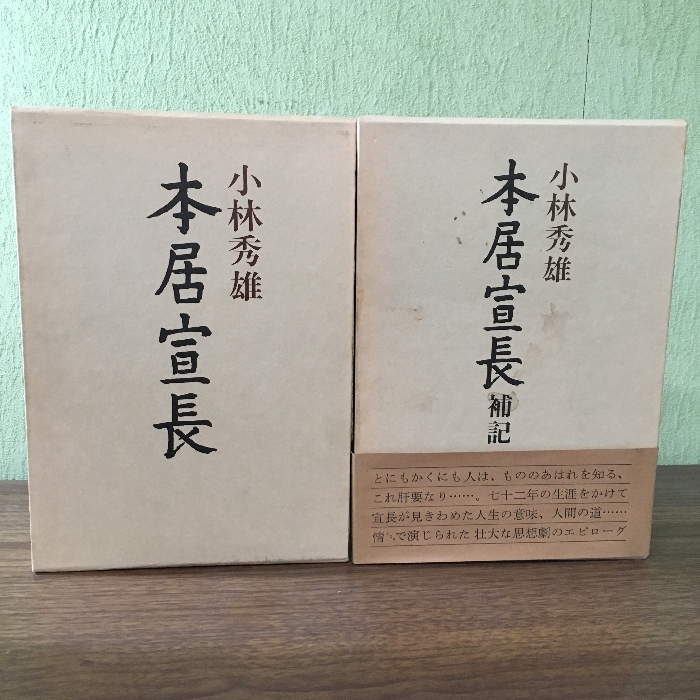 小林秀雄
本居宣長
小林秀雄
本居宣長
補記
とにもかくにも人は、もののあはれを知る、
これ肝要なり……。七十二年の生涯をかけて
宣長が見きわめた人生の意味、人間の道……
で演じられた 壮大な思想劇のエピローグ